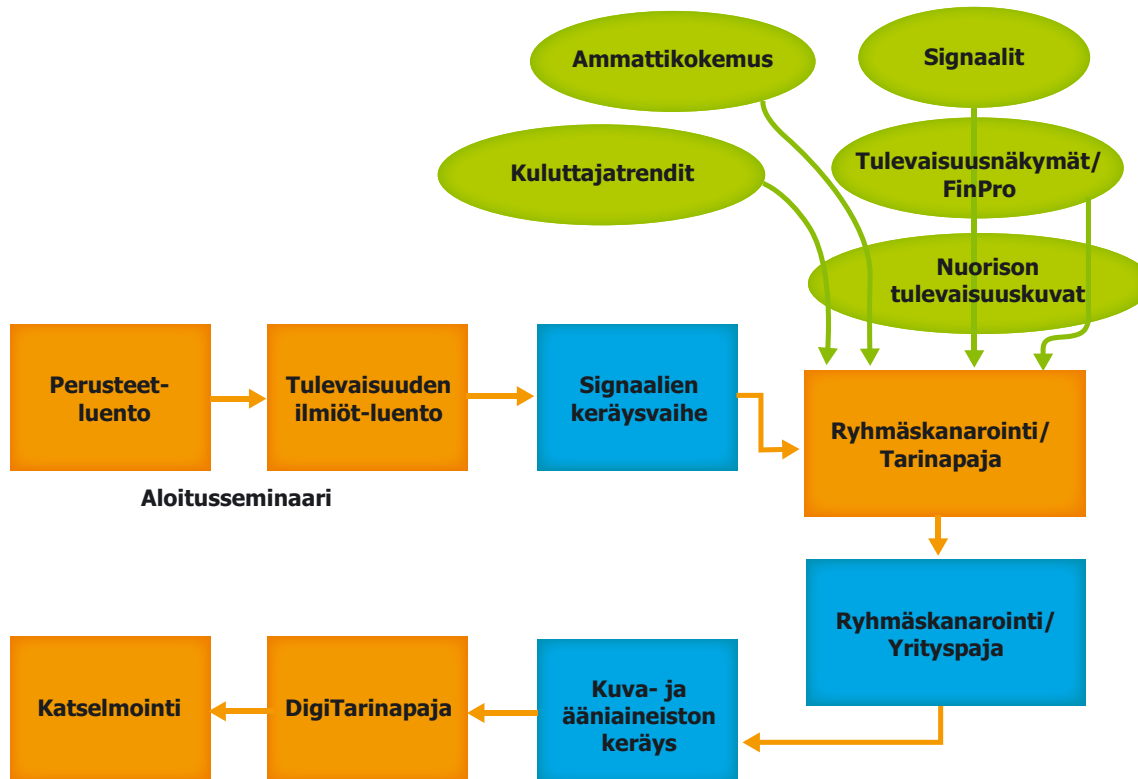 Ammattikokemus
Signaalit
Kuluttajatrendit
Tulevaisuusnäkymät/
FinPro
Nuorison
tulevaisuuskuvat
Perusteet-
luento
Tulevaisuuden
ilmiöt-luento
Signaalien
keräysvaihe
Ryhmäskanarointi/
Tarinapaja
Aloitusseminaari
Ryhmäskanarointi/
Yrityspaja
Kuva- ja
ääniaineiston
keräys
DigiTarinapaja
Katselmointi